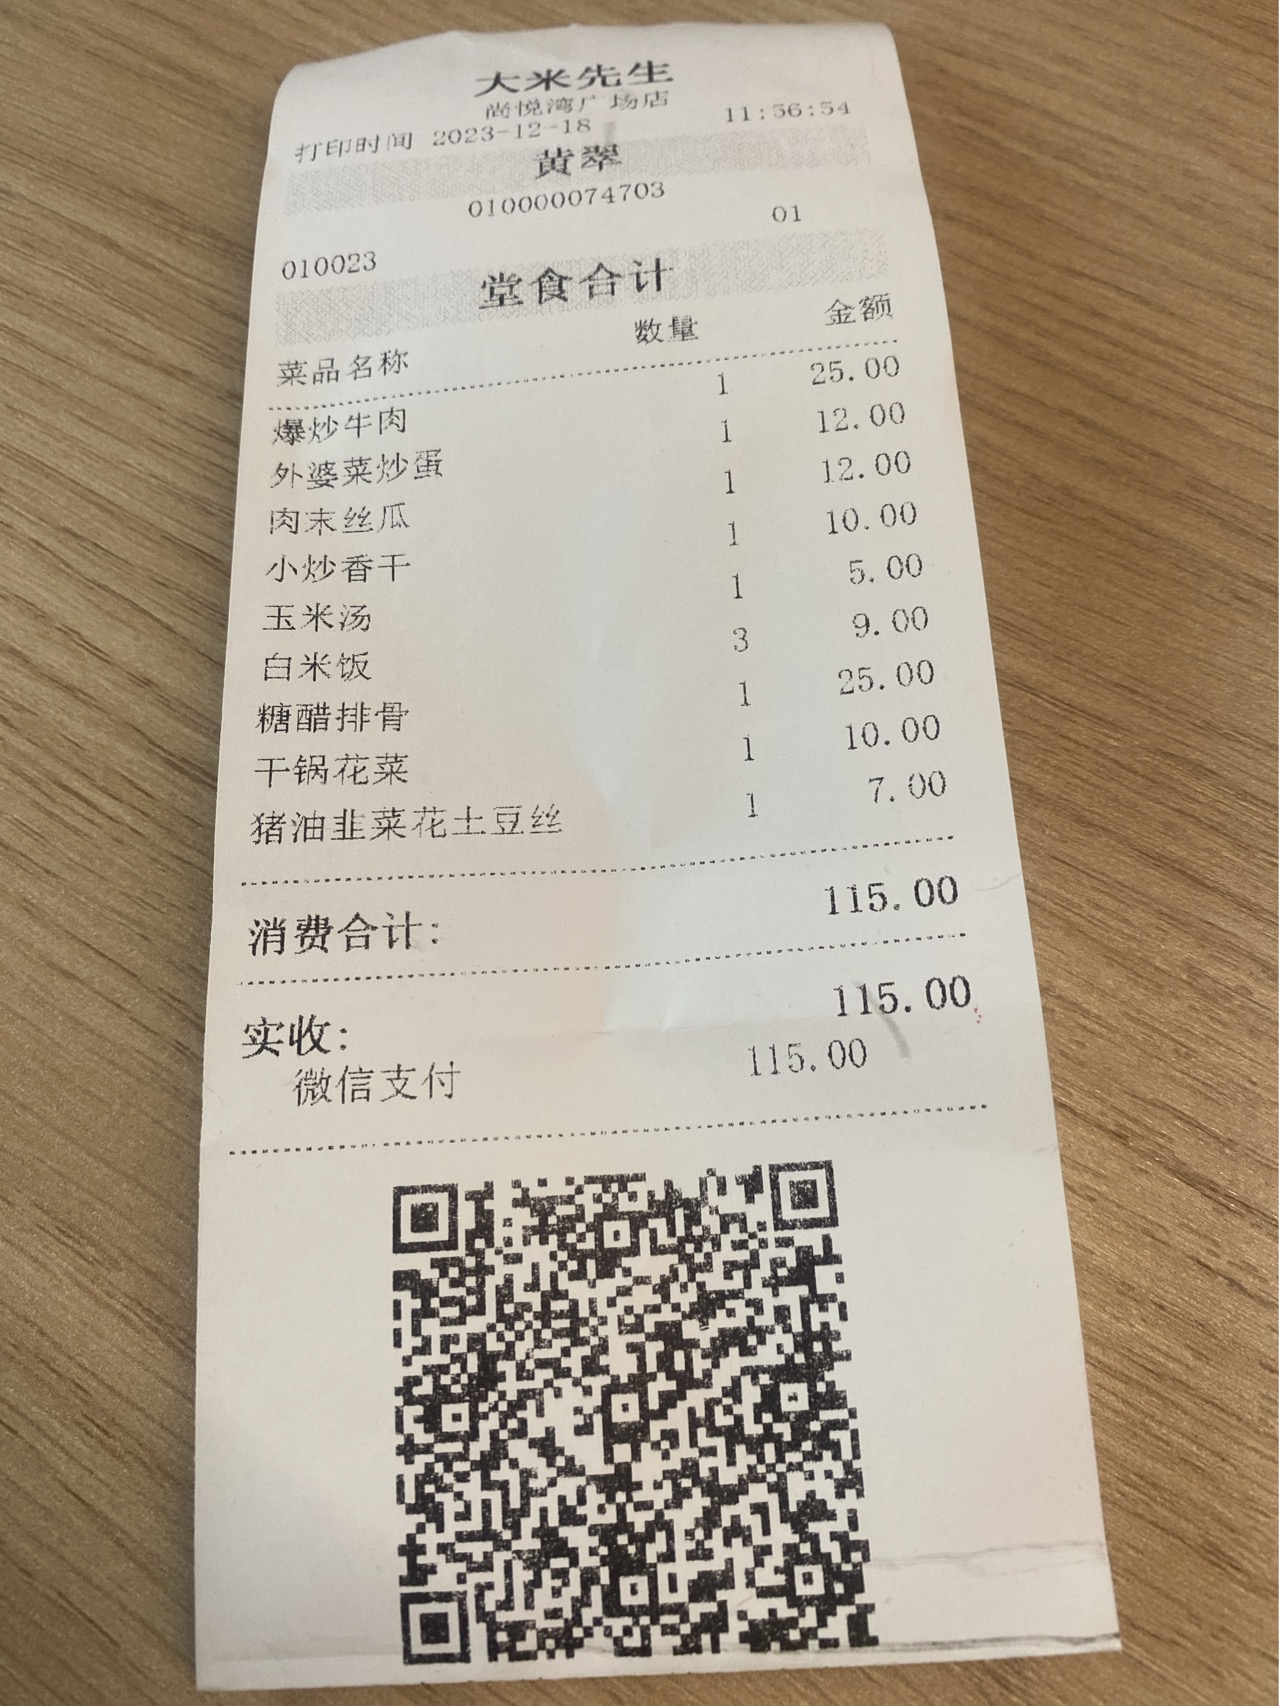 大米先生
尚悦湾广场店
打印时间 2023-12-18 11:56:54
黄翠
010000074703
010023 01
堂食合计
菜品名称 数量 金额
爆炒牛肉 1 25.00
外婆菜炒蛋 1 12.00
肉末丝瓜 1 12.00
小炒香干 1 10.00
玉米汤 1 5.00
白米饭 3 9.00
糖醋排骨 1 25.00
干锅花菜 1 10.00
猪油韭菜花土豆丝 1 7.00
消费合计: 115.00
实收: 115.00
微信支付 115.00